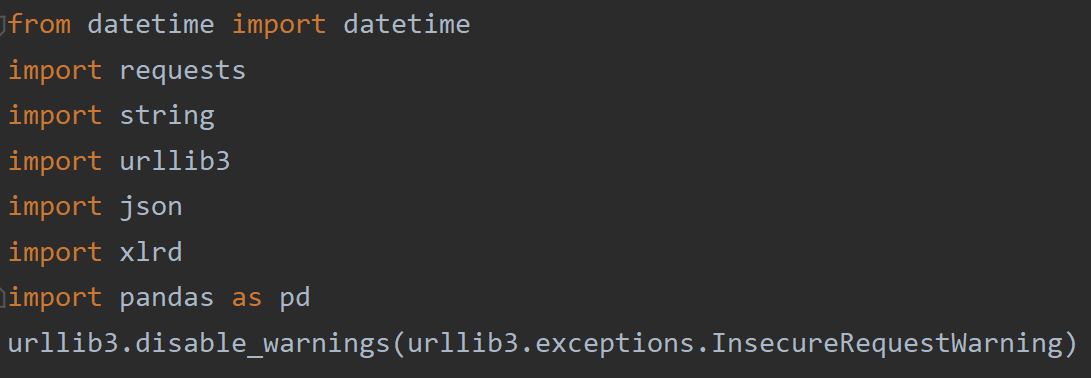 from datetime import datetime
import requests
import string
import urllib3
import json
import xlrd
import pandas as pd
urllib3.disable_warnings(urllib3.exceptions.InsecureRequestWarning)